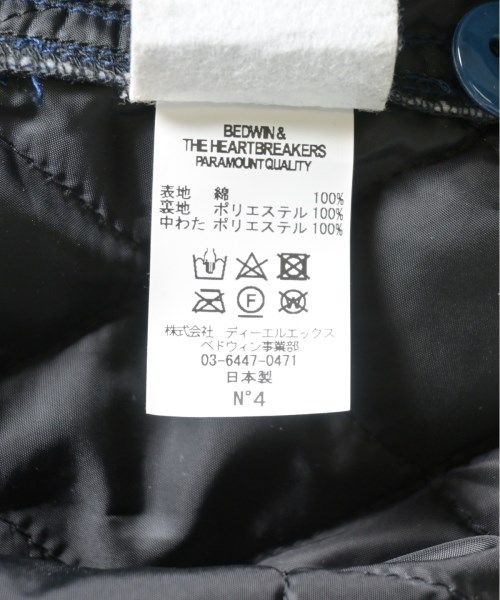 BEDWIN &
THE HEARTBREAKERS
PARAMOUNT QUALITY
表地 綿 100%
裏地 ポリエステル 100%
中わた ポリエステル 100%
F
W
株式会社 ディーエルエックス
ベドウィン事業部
03-6447-0471
日本製
N°4